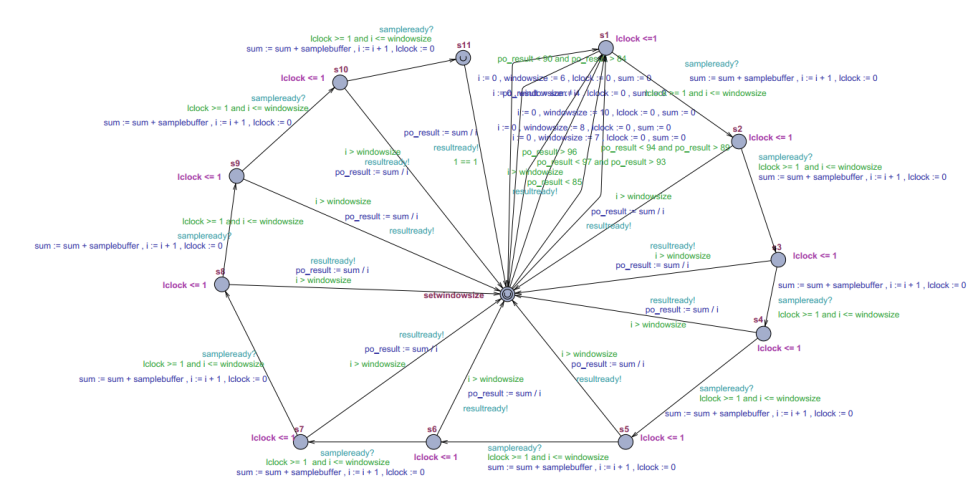 sampleready?
lclock >= 1 and i <= windowsize
sum := sum + samplebuffer , i := i + 1 , lclock := 0
s11
s1
lclock <=1
po_result < 90 and po_result > 84
sampleready?
s10
lclock <= 1
i := 0 , windowsize := 6 , lclock := 0 , sum := 0
sum := sum + samplebuffer , i := i + 1 , lclock := 0
lclock >= 1 and i <= windowsize
sampleready?
lclock >= 1 and i <= windowsize
sum := sum + samplebuffer , i := i + 1 , lclock := 0
i := 0 , windowsize := 10 , lclock := 0 , sum := 0
i := 0 , windowsize := 8 , lclock := 0 , sum := 0
i := 0 , windowsize := 7 , lclock := 0 , sum := 0
s2
lclock <= 1
po_result := sum / i
resultready!
1 == 1
i > windowsize
resultready!
po_result := sum / i
po_result > 96
po_result < 94 and po_result > 89
po_result < 97 and po_result > 93
i > windowsize
po_result < 85
resultready!
sampleready?
lclock >= 1 and i <= windowsize
sum := sum + samplebuffer , i := i + 1 , lclock := 0
s9
lclock <= 1
i > windowsize
po_result := sum / i
resultready!
i > windowsize
po_result := sum / i
resultready!
lclock >= 1 and i <= windowsize
sampleready?
sum := sum + samplebuffer , i := i + 1 , lclock := 0
s3
lclock <= 1
resultready!
i > windowsize
po_result := sum / i
s8
lclock <= 1
resultready!
po_result := sum / i
i > windowsize
setwindowsize
sum := sum + samplebuffer , i := i + 1 , lclock := 0
sampleready?
lclock >= 1 and i <= windowsize
resultready!
po_result := sum / i
i > windowsize
s4
lclock <= 1
resultready!
po_result := sum / i
i > windowsize
sampleready?
lclock >= 1 and i <= windowsize
sum := sum + samplebuffer , i := i + 1 , lclock := 0
i > windowsize
po_result := sum / i
resultready!
i > windowsize
po_result := sum / i
resultready!
sampleready?
lclock >= 1 and i <= windowsize
sum := sum + samplebuffer , i := i + 1 , lclock := 0
s7
lclock <= 1
s6
lclock <= 1
s5
lclock <= 1
sampleready?
lclock >= 1 and i <= windowsize
sum := sum + samplebuffer , i := i + 1 , lclock := 0
sampleready?
lclock >= 1 and i <= windowsize
sum := sum + samplebuffer , i := i + 1 , lclock := 0